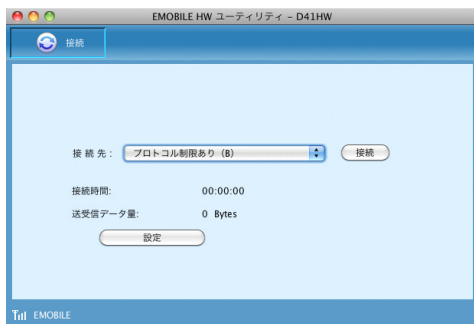 EMOBILE HW ユーティリティ – D41HW
接続
接 続 先 : プロトコル制限あり（B） 接続
接続時間: 00:00:00
送受信データ量: 0 Bytes
設定
EMOBILE